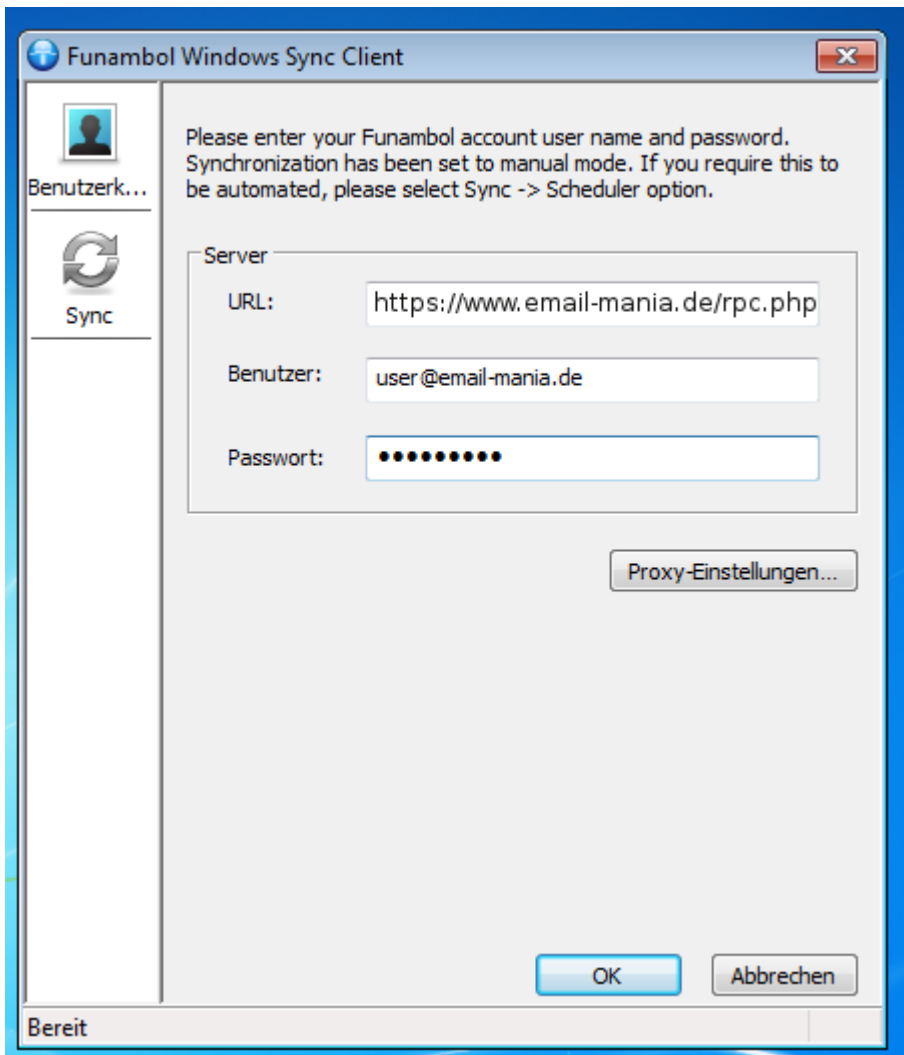 Funambol Windows Sync Client
Benutzerk...
Sync
Please enter your Funambol account user name and password.
Synchronization has been set to manual mode. If you require this to
be automated, please select Sync -> Scheduler option.
Server
URL: https://www.email-mania.de/rpc.php
Benutzer: user@email-mania.de
Passwort: •••••••••
Proxy-Einstellungen...
OK Abbrechen
Bereit